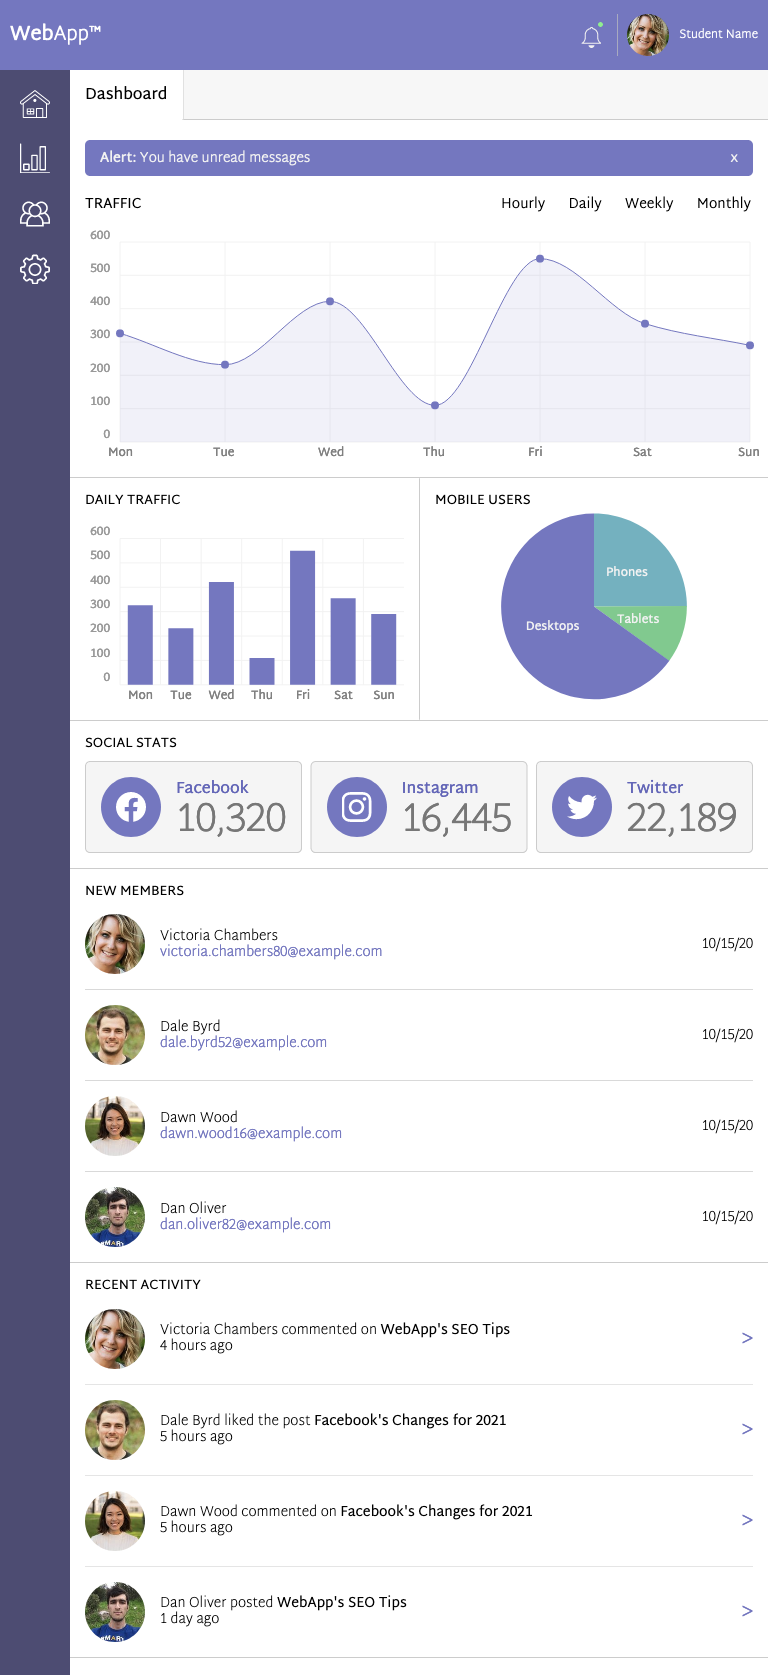 WebApp™
Student Name
Dashboard
Alert: You have unread messages x
TRAFFIC
Hourly Daily Weekly Monthly
600
500
400
300
200
100
0
Mon Tue Wed Thu Fri Sat Sun
DAILY TRAFFIC
600
500
400
300
200
100
0
Mon Tue Wed Thu Fri Sat Sun
MOBILE USERS
Phones
Tablets
Desktops
SOCIAL STATS
Facebook
10,320
Instagram
16,445
Twitter
22,189
NEW MEMBERS
Victoria Chambers
victoria.chambers80@example.com
10/15/20
Dale Byrd
dale.byrd52@example.com
10/15/20
Dawn Wood
dawn.wood16@example.com
10/15/20
Dan Oliver
dan.oliver82@example.com
10/15/20
RECENT ACTIVITY
Victoria Chambers commented on WebApp's SEO Tips
4 hours ago
>
Dale Byrd liked the post Facebook's Changes for 2021
5 hours ago
>
Dawn Wood commented on Facebook's Changes for 2021
5 hours ago
>
Dan Oliver posted WebApp's SEO Tips
1 day ago
>